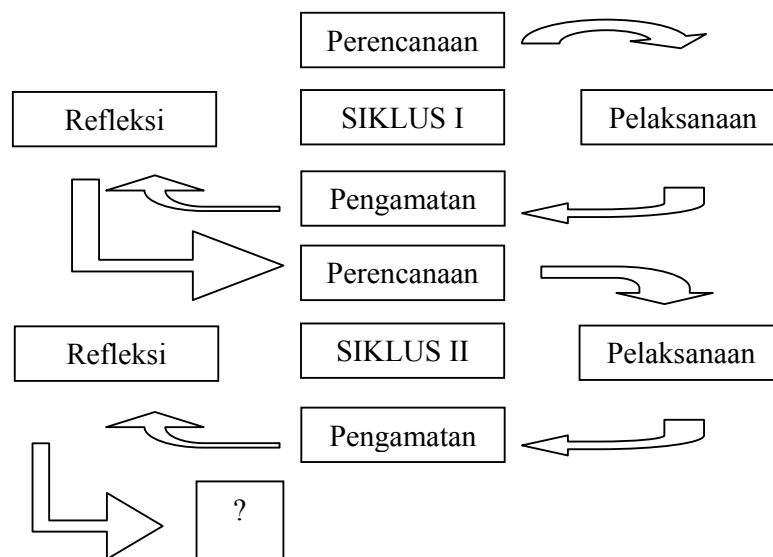 Perencanaan
Refleksi
SIKLUS I
Pelaksanaan
Pengamatan
Perencanaan
Refleksi
SIKLUS II
Pelaksanaan
Pengamatan
?